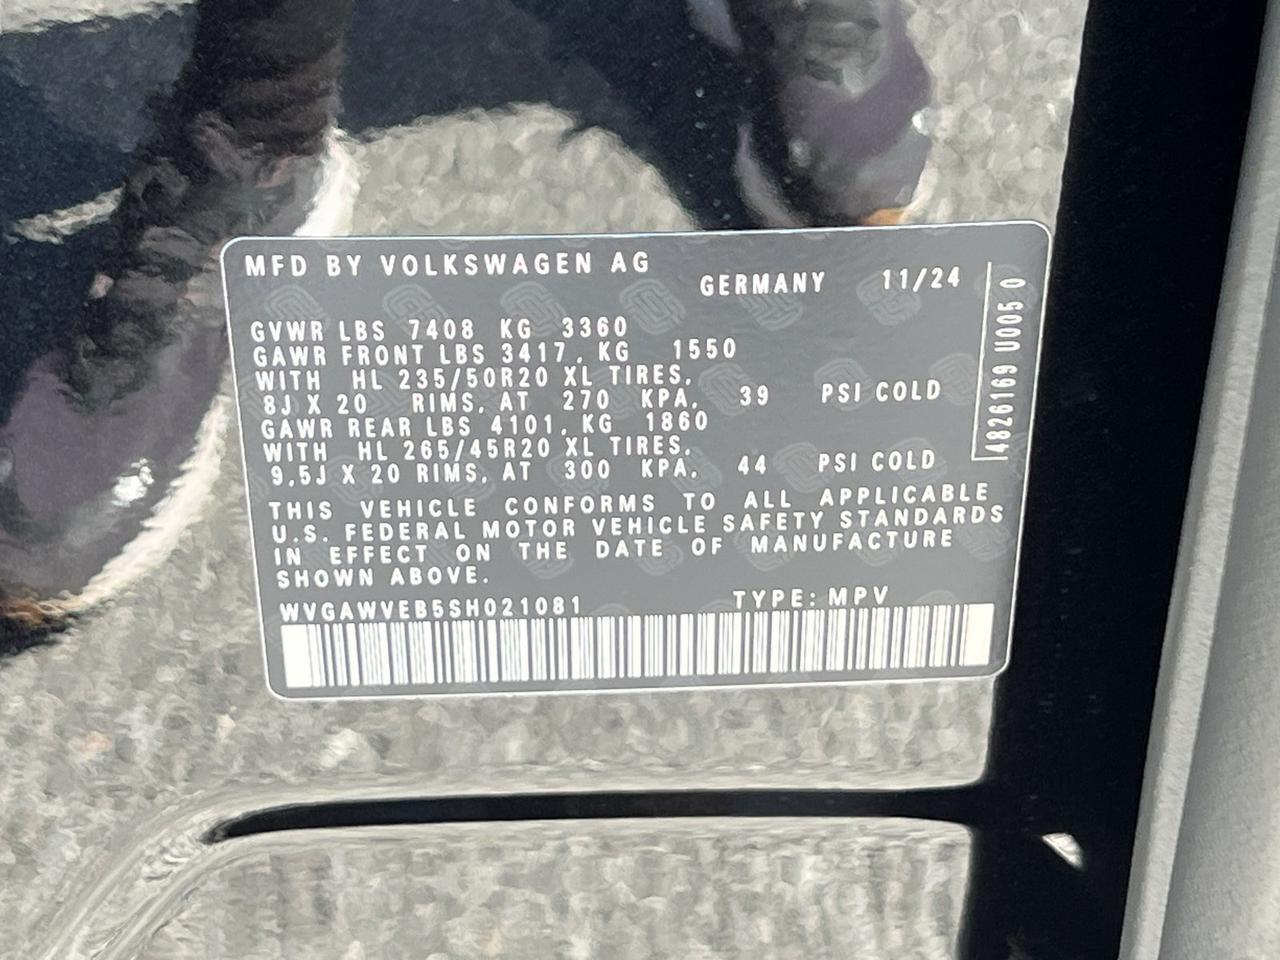 MFD BY VOLKSWAGEN AG
GERMANY 11/24
GVWR LBS 7408 KG 3360
GAWR FRONT LBS 3417, KG 1550
WITH HL 235/50R20 XL TIRES,
8J X 20 RIMS, AT 270 KPA, 39 PSI COLD
GAWR REAR LBS 4101, KG 1860
WITH HL 265/45R20 XL TIRES,
9,5J X 20 RIMS, AT 300 KPA, 44 PSI COLD
THIS VEHICLE CONFORMS TO ALL APPLICABLE
U.S. FEDERAL MOTOR VEHICLE SAFETY STANDARDS
IN EFFECT ON THE DATE OF MANUFACTURE
SHOWN ABOVE.
WVGAWVEB5SH021081 TYPE: MPV
4826169 U005 0